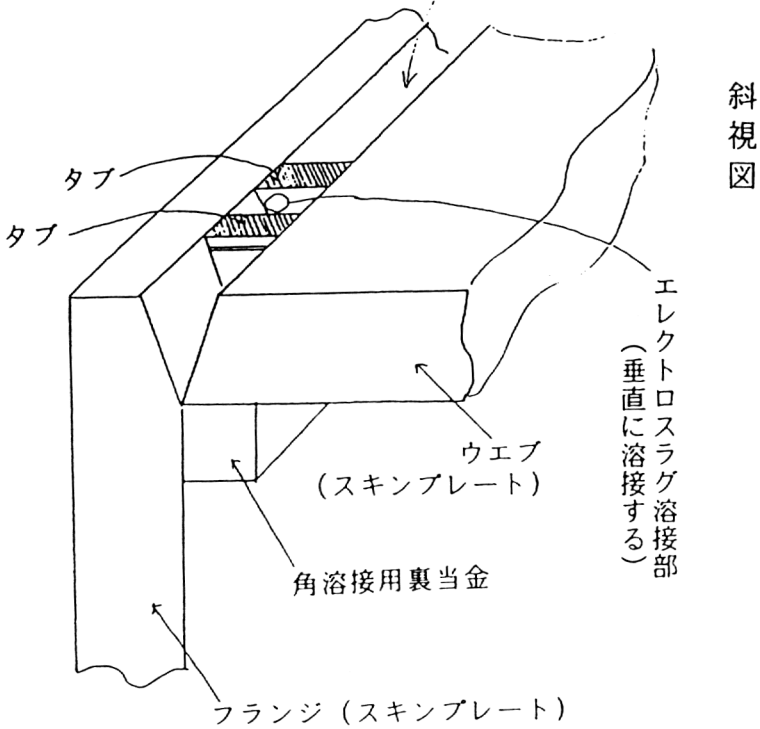 斜視図
タブ
タブ
エレクトロスラグ溶接部
(垂直に溶接する)
ウエブ
(スキンプレート)
角溶接用裏当金
フランジ (スキンプレート)